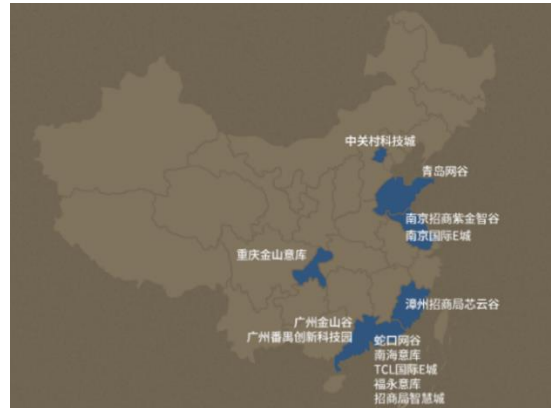 中关村科技城
青岛网谷
南京招商紫金智谷
南京国际E城
重庆金山意库
漳州招商局芯云谷
广州金山谷
广州番禺创新科技园
蛇口网谷
南海意库
TCL国际E城
福永意库
招商局智慧城